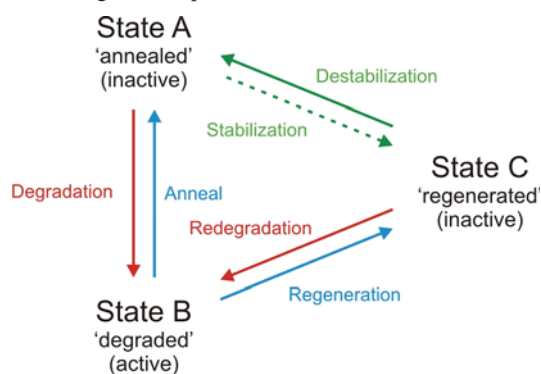 State A
'annealed'
(inactive)
Destabilization
Stabilization
State C
'regenerated'
(inactive)
Degradation
Anneal
Redegradation
Regeneration
State B
'degraded'
(active)